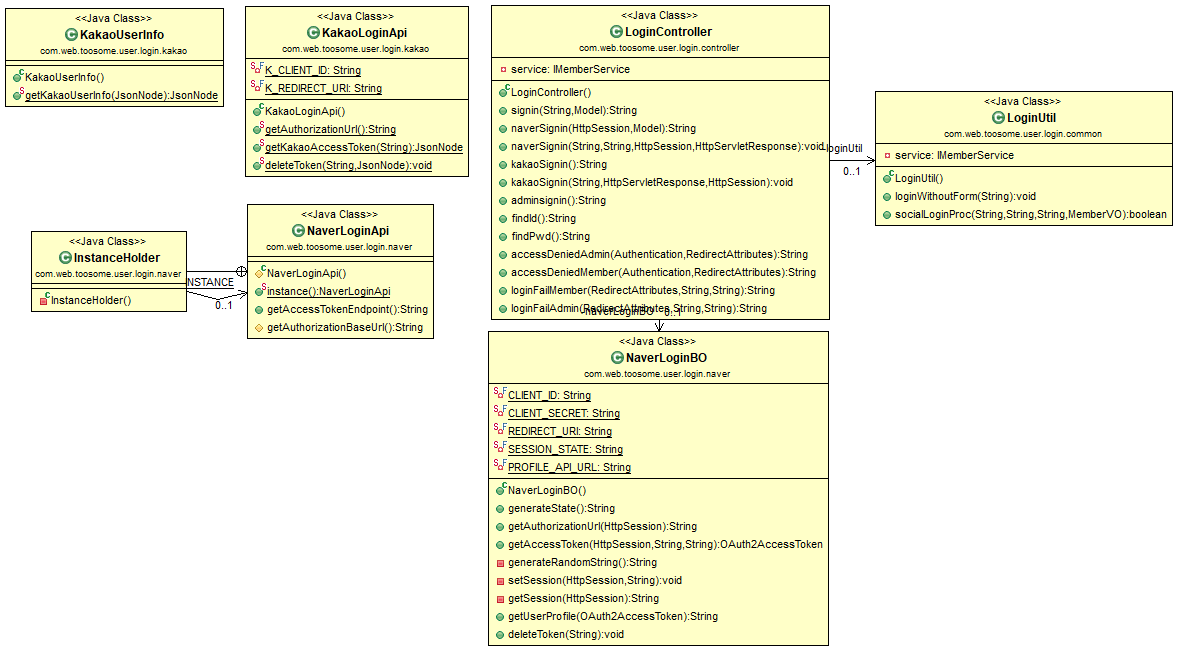 <<Java Class>>
KakaoUserInfo
com.web.toosome.user.login.kakao
KakaoUserInfo()
getKakaoUserInfo(JsonNode):JsonNode
<<Java Class>>
KakaoLoginApi
com.web.toosome.user.login.kakao
K_CLIENT_ID: String
K_REDIRECT_URI: String
KakaoLoginApi()
getAuthorizationUrl():String
getKakaoAccessToken(String):JsonNode
deleteToken(String,JsonNode):void
<<Java Class>>
LoginController
com.web.toosome.user.login.controller
service: IMemberService
LoginController()
signin(String,Model):String
naverSignin(HttpSession,Model):String
naverSignin(String,String,HttpSession,HttpServletResponse):void
kakaoSignin():String
kakaoSignin(String,HttpServletResponse,HttpSession):void
adminsignin():String
findId():String
findPwd():String
accessDeniedAdmin(Authentication,RedirectAttributes):String
accessDeniedMember(Authentication,RedirectAttributes):String
loginFailMember(RedirectAttributes,String,String):String
loginFailAdmin(RedirectAttributes,String,String):String
-loginUtil
0..1
<<Java Class>>
LoginUtil
com.web.toosome.user.login.common
service: IMemberService
LoginUtil()
loginWithoutForm(String):void
socialLoginProc(String,String,String,MemberVO):boolean
<<Java Class>>
InstanceHolder
com.web.toosome.user.login.naver
InstanceHolder()
INSTANCE
0..1
<<Java Class>>
NaverLoginApi
com.web.toosome.user.login.naver
NaverLoginApi()
instance():NaverLoginApi
getAccessTokenEndpoint():String
getAuthorizationBaseUrl():String
-naverLoginBO
0..1
<<Java Class>>
NaverLoginBO
com.web.toosome.user.login.naver
CLIENT_ID: String
CLIENT_SECRET: String
REDIRECT_URI: String
SESSION_STATE: String
PROFILE_API_URL: String
NaverLoginBO()
generateState():String
getAuthorizationUrl(HttpSession):String
getAccessToken(HttpSession,String,String):OAuth2AccessToken
generateRandomString():String
setSession(HttpSession,String):void
getSession(HttpSession):String
getUserProfile(OAuth2AccessToken):String
deleteToken(String):void